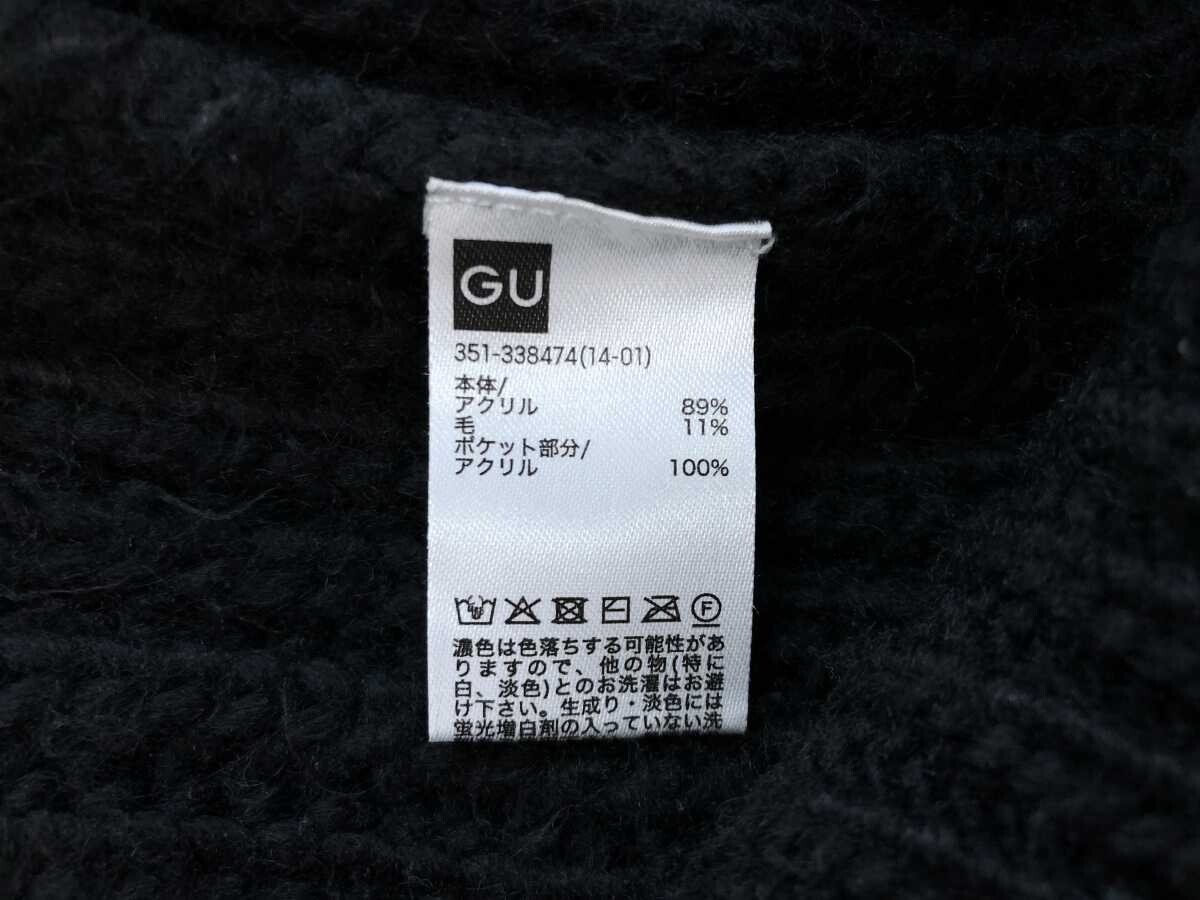 GU
351-338474(14-01)
本体/
アクリル 89%
毛 11%
ポケット部分/
アクリル 100%
F
濃色は色落ちする可能性があ
りますので、他の物(特に
白、淡色)とのお洗濯はお避
け下さい。生成り・淡色には
蛍光増白剤の入っていない洗